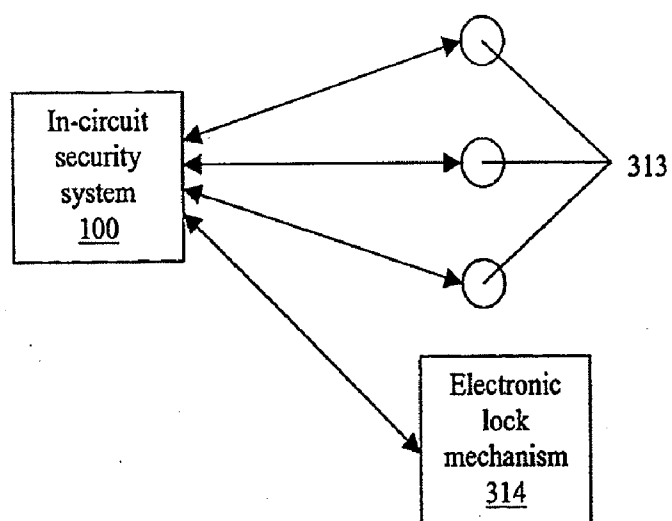 In-circuit
security
system
100
313
Electronic
lock
mechanism
314